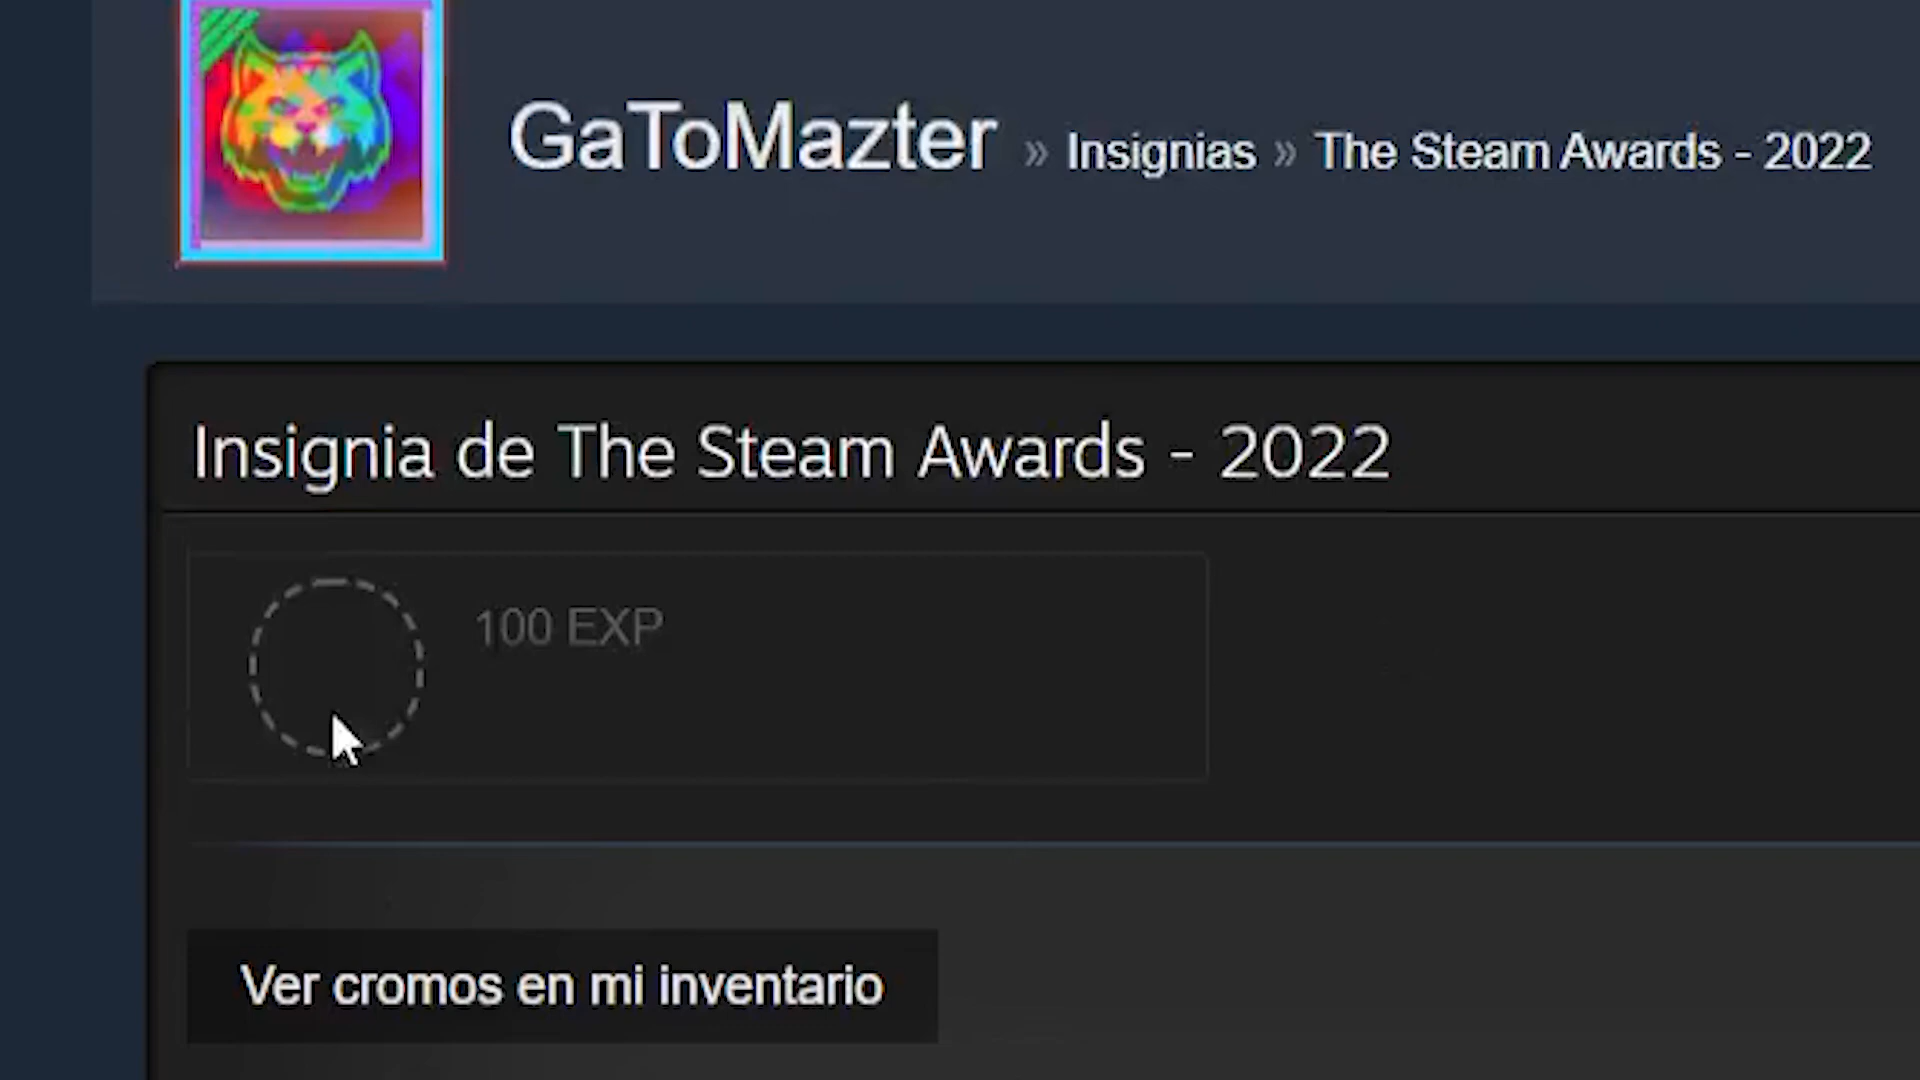 GaToMazter » Insignias » The Steam Awards - 2022
Insignia de The Steam Awards - 2022
100 EXP
Ver cromos en mi inventario